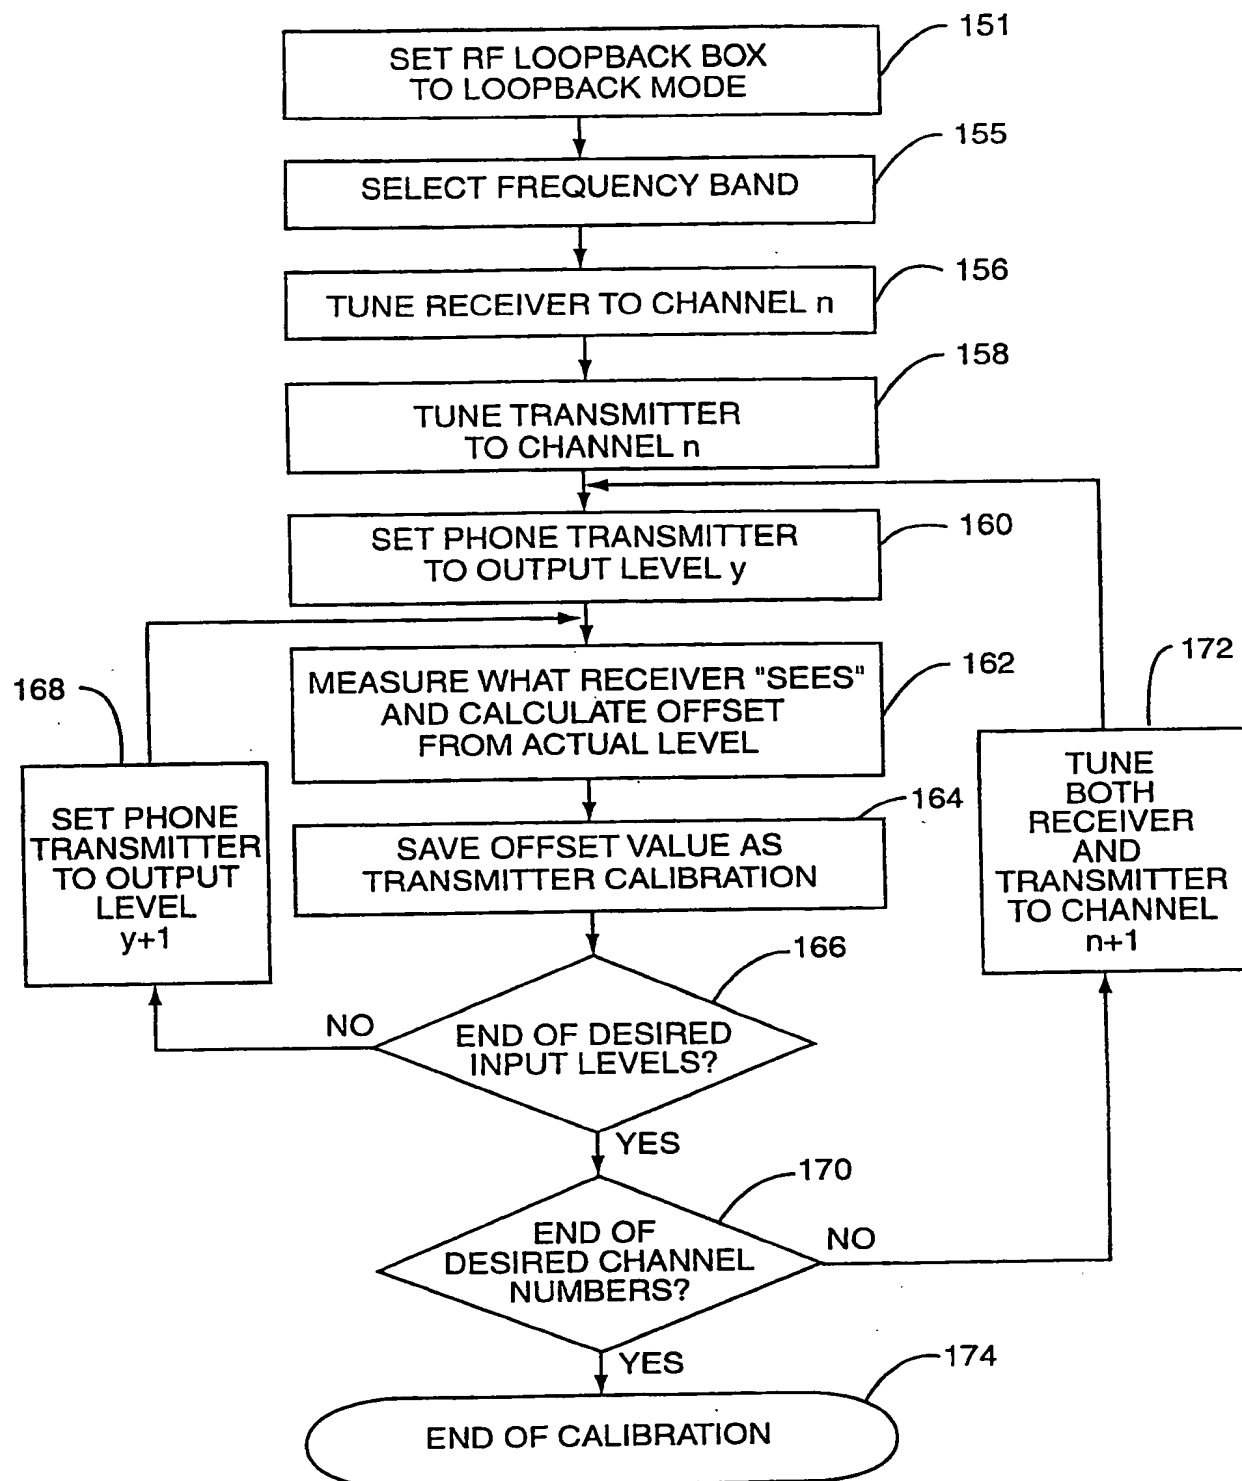 151
SET RF LOOPBACK BOX
TO LOOPBACK MODE
155
SELECT FREQUENCY BAND
156
TUNE RECEIVER TO CHANNEL n
158
TUNE TRANSMITTER
TO CHANNEL n
160
SET PHONE TRANSMITTER
TO OUTPUT LEVEL y
162
MEASURE WHAT RECEIVER "SEES"
AND CALCULATE OFFSET
FROM ACTUAL LEVEL
172
TUNE
BOTH
RECEIVER
AND
TRANSMITTER
TO CHANNEL
n+1
168
SET PHONE
TRANSMITTER
TO OUTPUT
LEVEL
y+1
164
SAVE OFFSET VALUE AS
TRANSMITTER CALIBRATION
166
NO
END OF DESIRED
INPUT LEVELS?
YES
170
END OF
DESIRED CHANNEL
NUMBERS?
NO
YES
174
END OF CALIBRATION